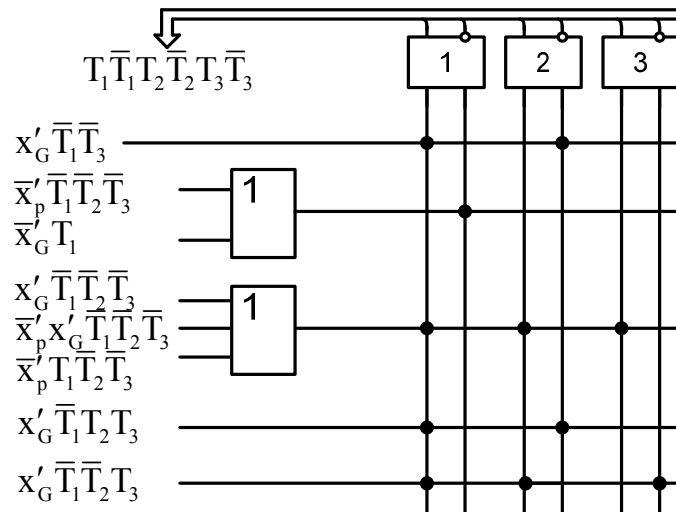 T₁T̅₁T₂T̅₂T₃T̅₃
1 2 3
x′_G T̅₁T̅₃
x̅′_p T̅₁T̅₂T̅₃
1
x̅′_G T₁
x′_G T̅₁T̅₂T̅₃
1
x̅′_p x′_G T̅₁T̅₂T̅₃
x̅′_p T₁T̅₂T̅₃
x′_G T̅₁T₂T₃
x′_G T̅₁T̅₂T₃